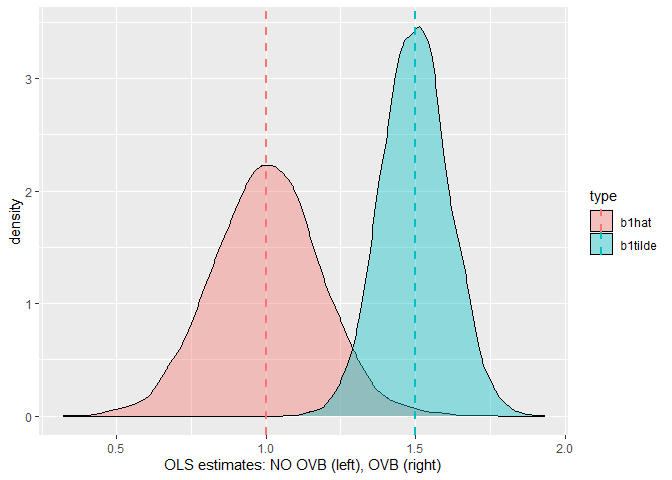 3
2
1
0
density
0.5
1.0
1.5
2.0
OLS estimates: NO OVB (left), OVB (right)
type
b1hat
b1tilde